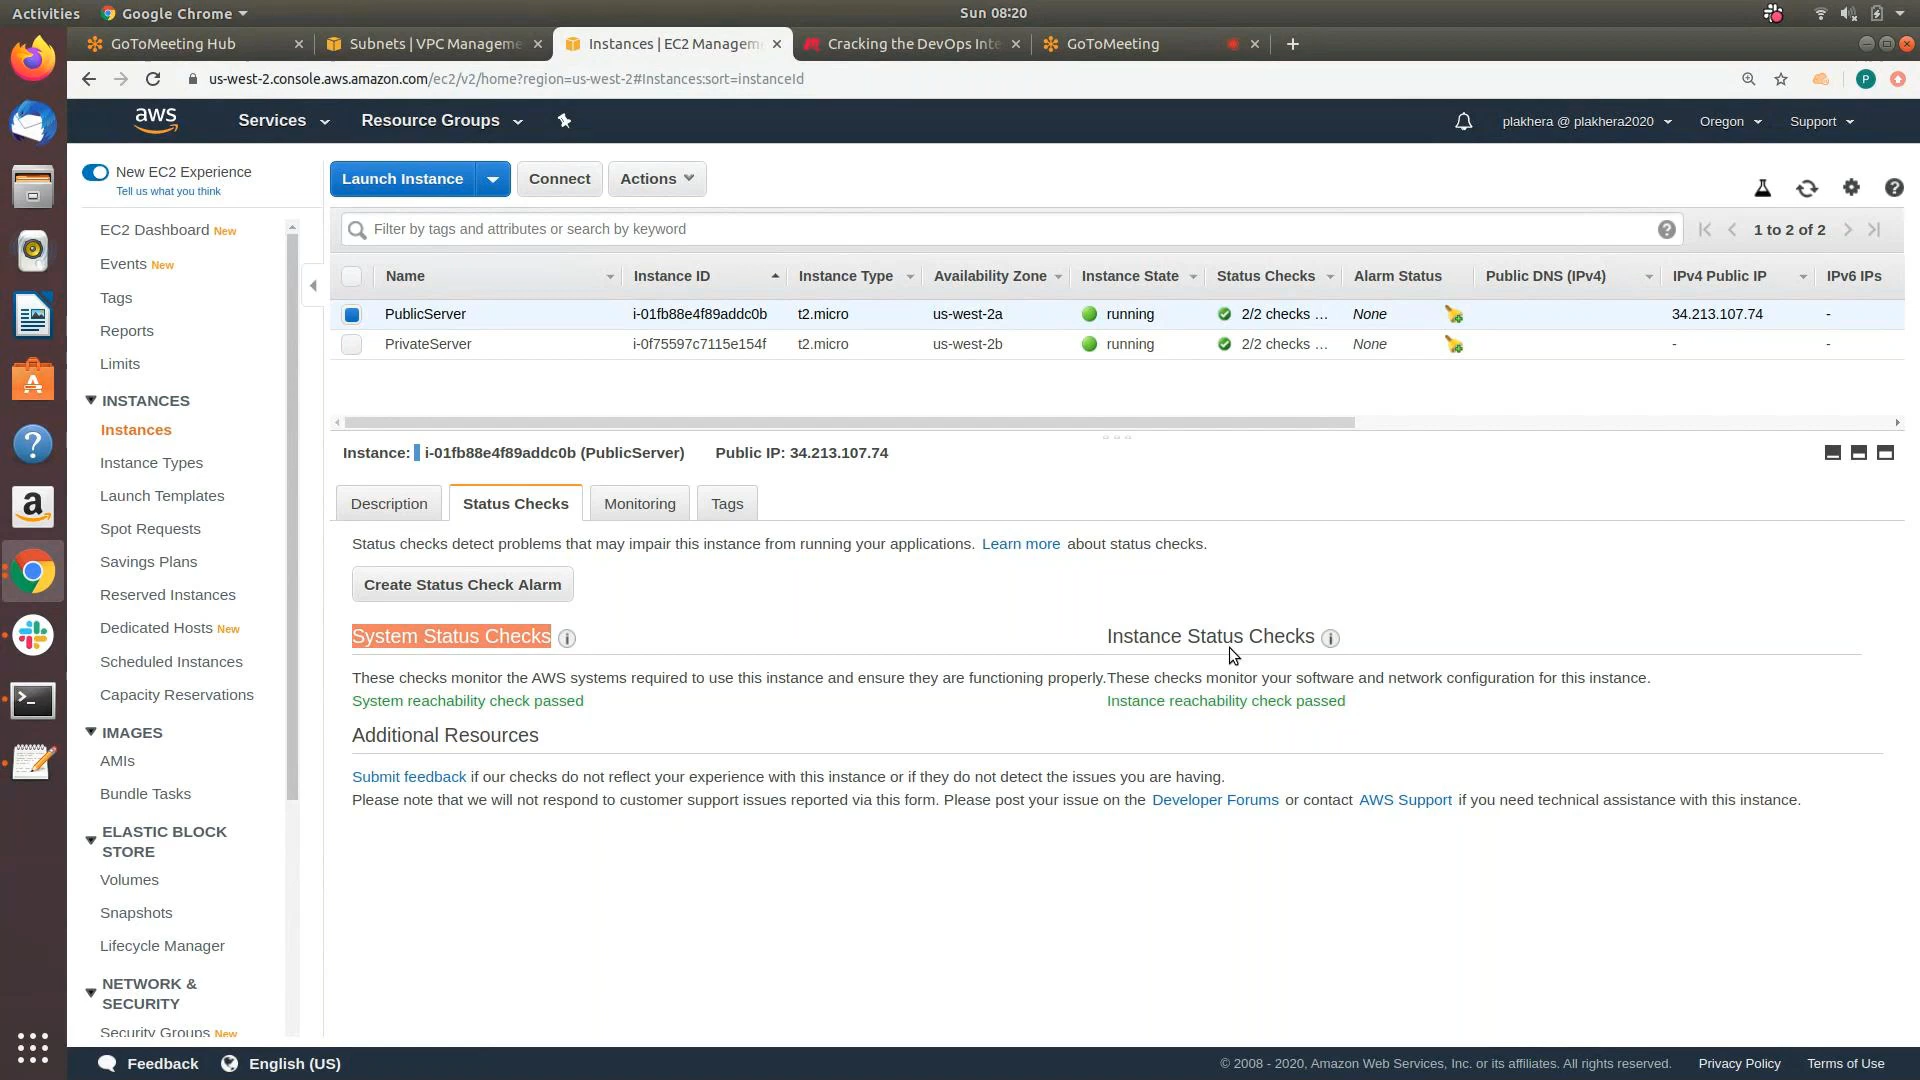 Activities Google Chrome Sun 08:20
GoToMeeting Hub Subnets | VPC Manageme Instances | EC2 Managem Cracking the DevOps Inte GoToMeeting
us-west-2.console.aws.amazon.com/ec2/v2/home?region=us-west-2#Instances:sort=instanceId
P
aws Services Resource Groups plakhera @ plakhera2020 Oregon Support
New EC2 Experience
Tell us what you think
Launch Instance Connect Actions
Filter by tags and attributes or search by keyword
1 to 2 of 2
EC2 Dashboard New
Events New
Tags
Reports
Limits
INSTANCES
Instances
Instance Types
Launch Templates
Spot Requests
Savings Plans
Reserved Instances
Dedicated Hosts New
Scheduled Instances
Capacity Reservations
IMAGES
AMIs
Bundle Tasks
ELASTIC BLOCK
STORE
Volumes
Snapshots
Lifecycle Manager
NETWORK &
SECURITY
Security Groups New
Name Instance ID Instance Type Availability Zone Instance State Status Checks Alarm Status Public DNS (IPv4) IPv4 Public IP IPv6 IPs
PublicServer i-01fb88e4f89addc0b t2.micro us-west-2a running 2/2 checks ... None 34.213.107.74 -
PrivateServer i-0f75597c7115e154f t2.micro us-west-2b running 2/2 checks ... None - -
Instance: i-01fb88e4f89addc0b (PublicServer) Public IP: 34.213.107.74
Description Status Checks Monitoring Tags
Status checks detect problems that may impair this instance from running your applications. Learn more about status checks.
Create Status Check Alarm
System Status Checks
These checks monitor the AWS systems required to use this instance and ensure they are functioning properly.
System reachability check passed
Instance Status Checks
These checks monitor your software and network configuration for this instance.
Instance reachability check passed
Additional Resources
Submit feedback if our checks do not reflect your experience with this instance or if they do not detect the issues you are having.
Please note that we will not respond to customer support issues reported via this form. Please post your issue on the Developer Forums or contact AWS Support if you need technical assistance with this instance.
Feedback English (US) © 2008 - 2020, Amazon Web Services, Inc. or its affiliates. All rights reserved. Privacy Policy Terms of Use